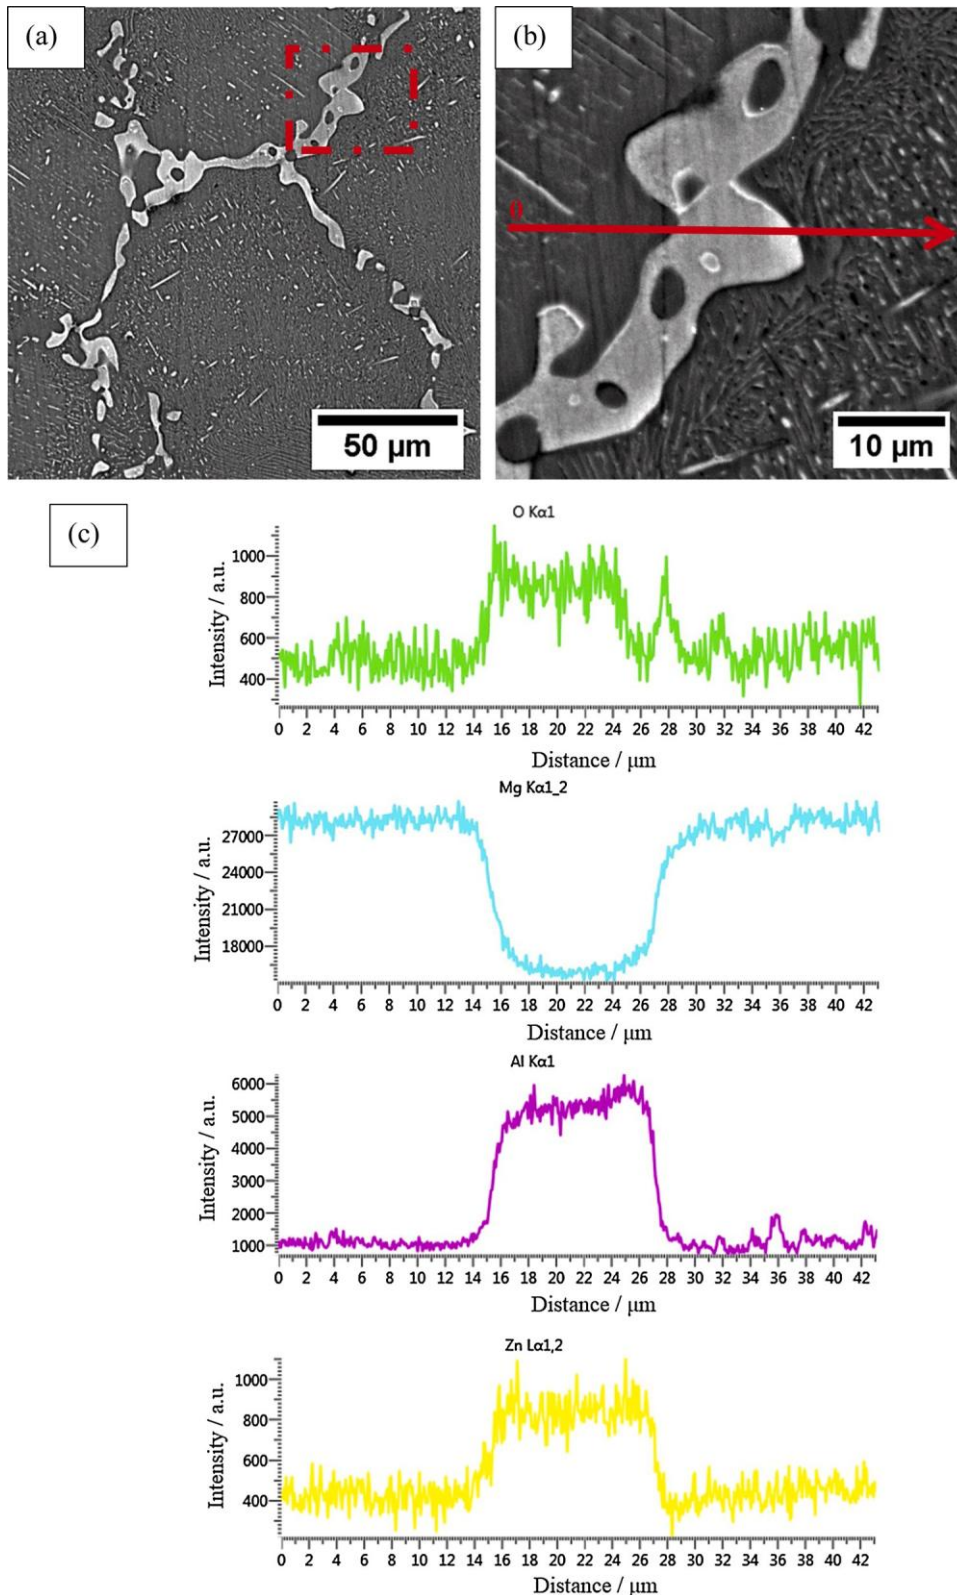 (a)
50 µm
(b)
0
10 µm
(c)
O Kα1
Intensity / a.u.
1000
800
600
400
0 2 4 6 8 10 12 14 16 18 20 22 24 26 28 30 32 34 36 38 40 42
Distance / µm
Mg Kα1_2
Intensity / a.u.
27000
24000
21000
18000
0 2 4 6 8 10 12 14 16 18 20 22 24 26 28 30 32 34 36 38 40 42
Distance / µm
Al Kα1
Intensity / a.u.
6000
5000
4000
3000
2000
1000
0 2 4 6 8 10 12 14 16 18 20 22 24 26 28 30 32 34 36 38 40 42
Distance / µm
Zn Lα1,2
Intensity / a.u.
1000
800
600
400
0 2 4 6 8 10 12 14 16 18 20 22 24 26 28 30 32 34 36 38 40 42
Distance / µm